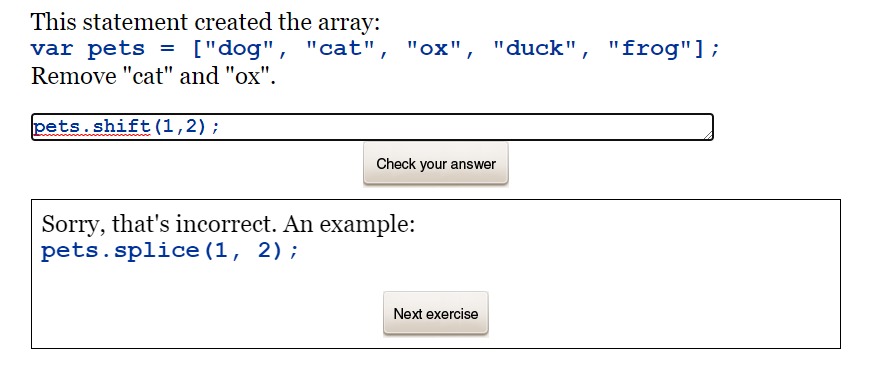 This statement created the array:
var pets = ["dog", "cat", "ox", "duck", "frog"];
Remove "cat" and "ox".
pets.shift(1,2);
Check your answer
Sorry, that's incorrect. An example:
pets.splice(1, 2);
Next exercise